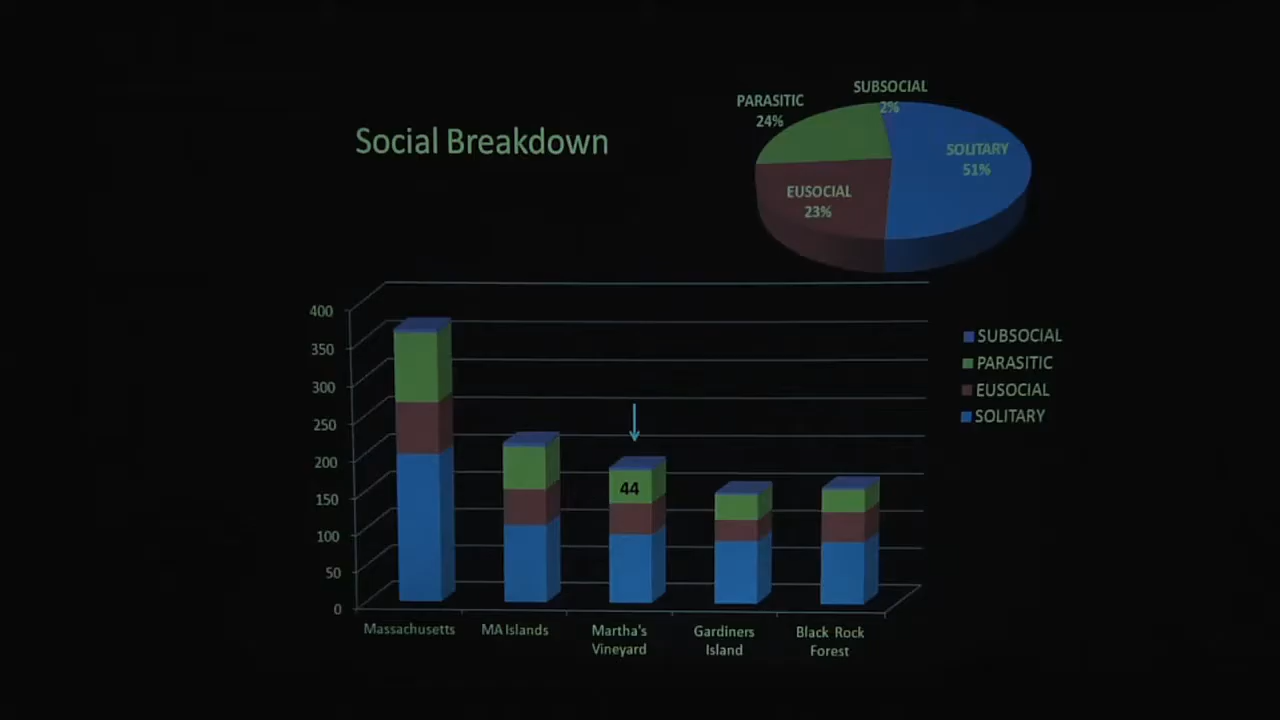 Social Breakdown
PARASITIC
24%
SUBSOCIAL
2%
SOLITARY
51%
EUSOCIAL
23%
400
350
300
250
200
150
100
50
0
44
SUBSOCIAL
PARASITIC
EUSOCIAL
SOLITARY
Massachusetts
MA Islands
Martha's
Vineyard
Gardiners
Island
Black Rock
Forest